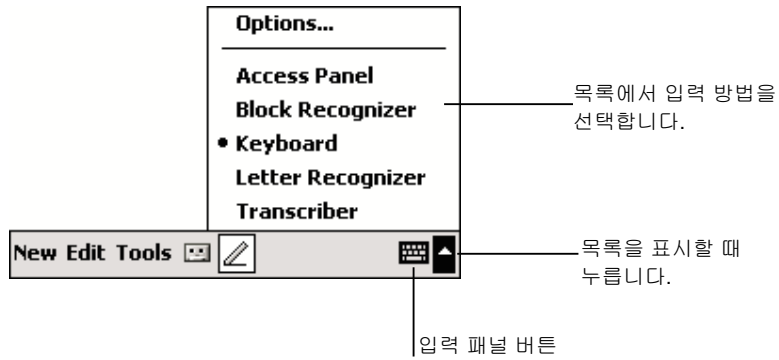 Options...
Access Panel
Block Recognizer
• Keyboard
Letter Recognizer
Transcriber
목록에서 입력 방법을
선택합니다.
New Edit Tools
목록을 표시할 때
누릅니다.
입력 패널 버튼